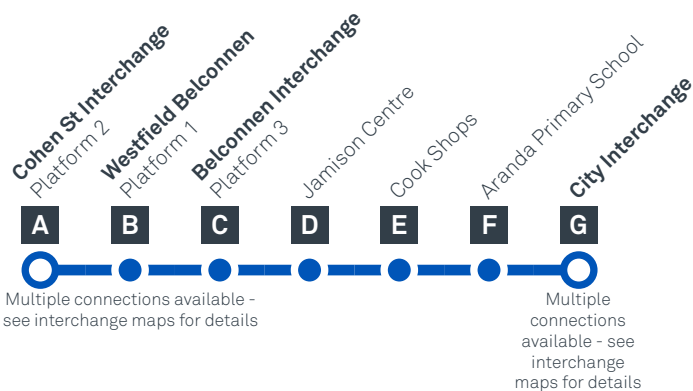 Cohen St Interchange
Platform 2
Westfield Belconnen
Platform 1
Belconnen Interchange
Platform 3
Jamison Centre
Cook Shops
Aranda Primary School
City Interchange
A
B
C
D
E
F
G
Multiple connections available -
see interchange maps for details
Multiple
connections
available - see
interchange
maps for details